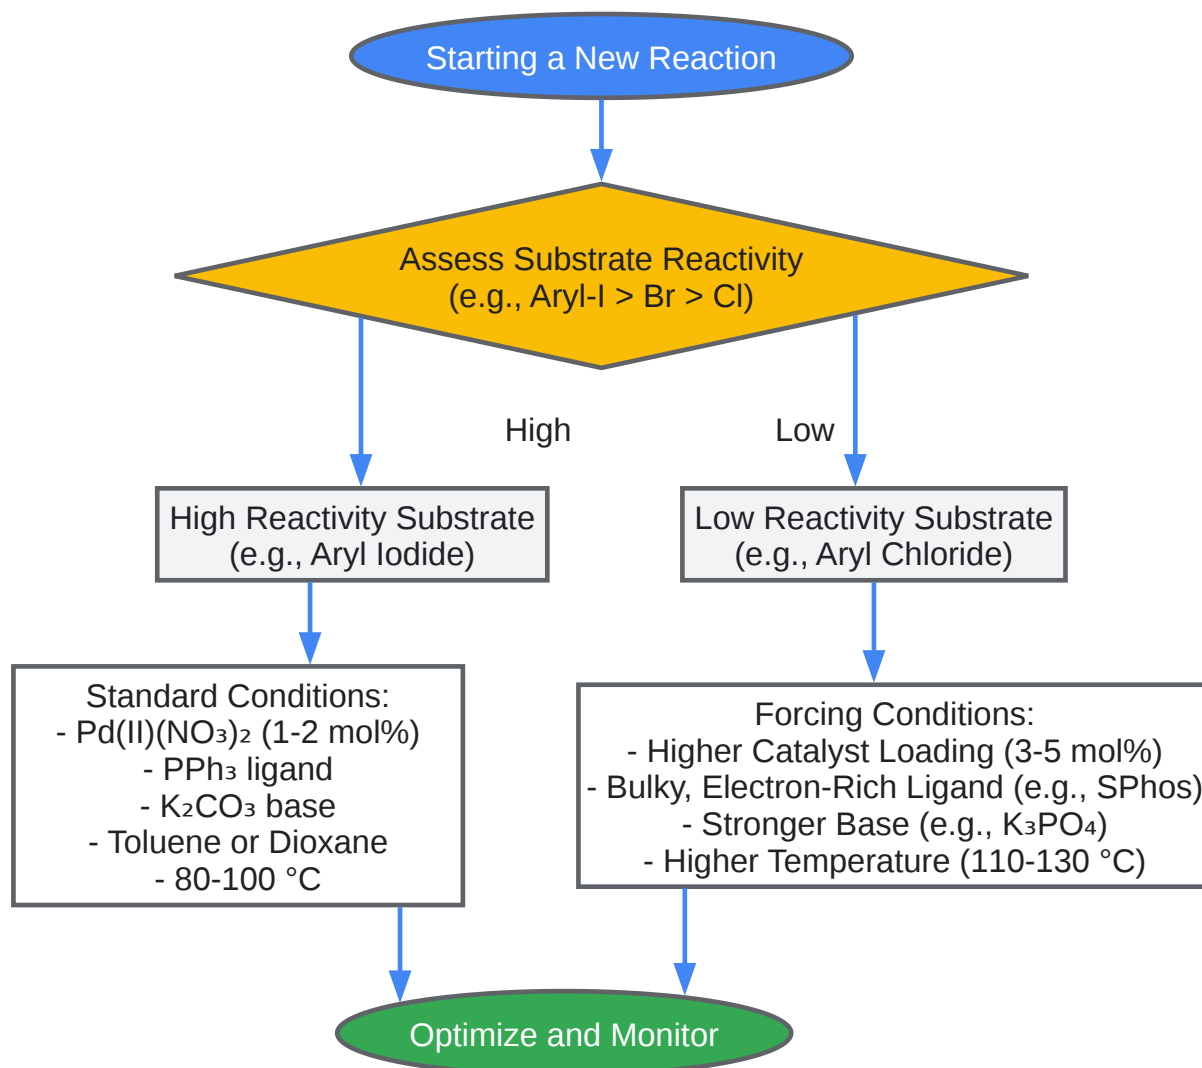 Starting a New Reaction
Assess Substrate Reactivity
(e.g., Aryl-I > Br > Cl)
High
Low
High Reactivity Substrate
(e.g., Aryl Iodide)
Low Reactivity Substrate
(e.g., Aryl Chloride)
Standard Conditions:
- Pd(II)(NO₃)₂ (1-2 mol%)
- PPh₃ ligand
- K₂CO₃ base
- Toluene or Dioxane
- 80-100 °C
Forcing Conditions:
- Higher Catalyst Loading (3-5 mol%)
- Bulky, Electron-Rich Ligand (e.g., SPhos)
- Stronger Base (e.g., K₃PO₄)
- Higher Temperature (110-130 °C)
Optimize and Monitor